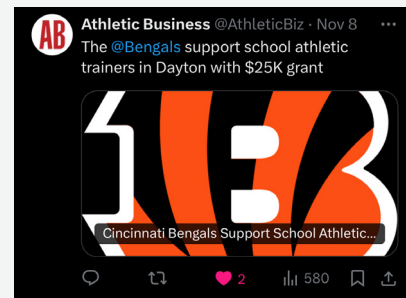 AB
Athletic Business @AthleticBiz · Nov 8
The @Bengals support school athletic
trainers in Dayton with $25K grant
Cincinnati Bengals Support School Athletic...
2
580